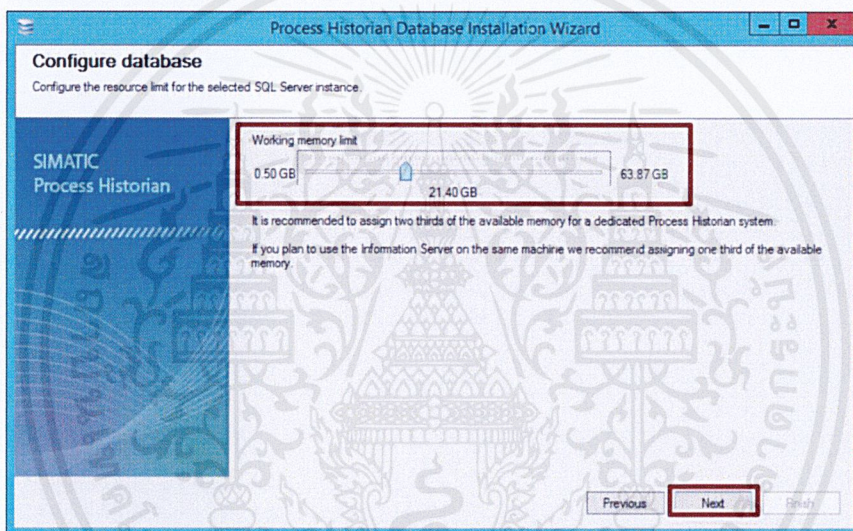 Process Historian Database Installation Wizard
Configure database
Configure the resource limit for the selected SQL Server instance.
SIMATIC
Process Historian
Working memory limit
0.50 GB
63.87 GB
21.40 GB
It is recommended to assign two thirds of the available memory for a dedicated Process Historian system.
If you plan to use the Information Server on the same machine we recommend assigning one third of the available
memory.
Previous
Next
Finish